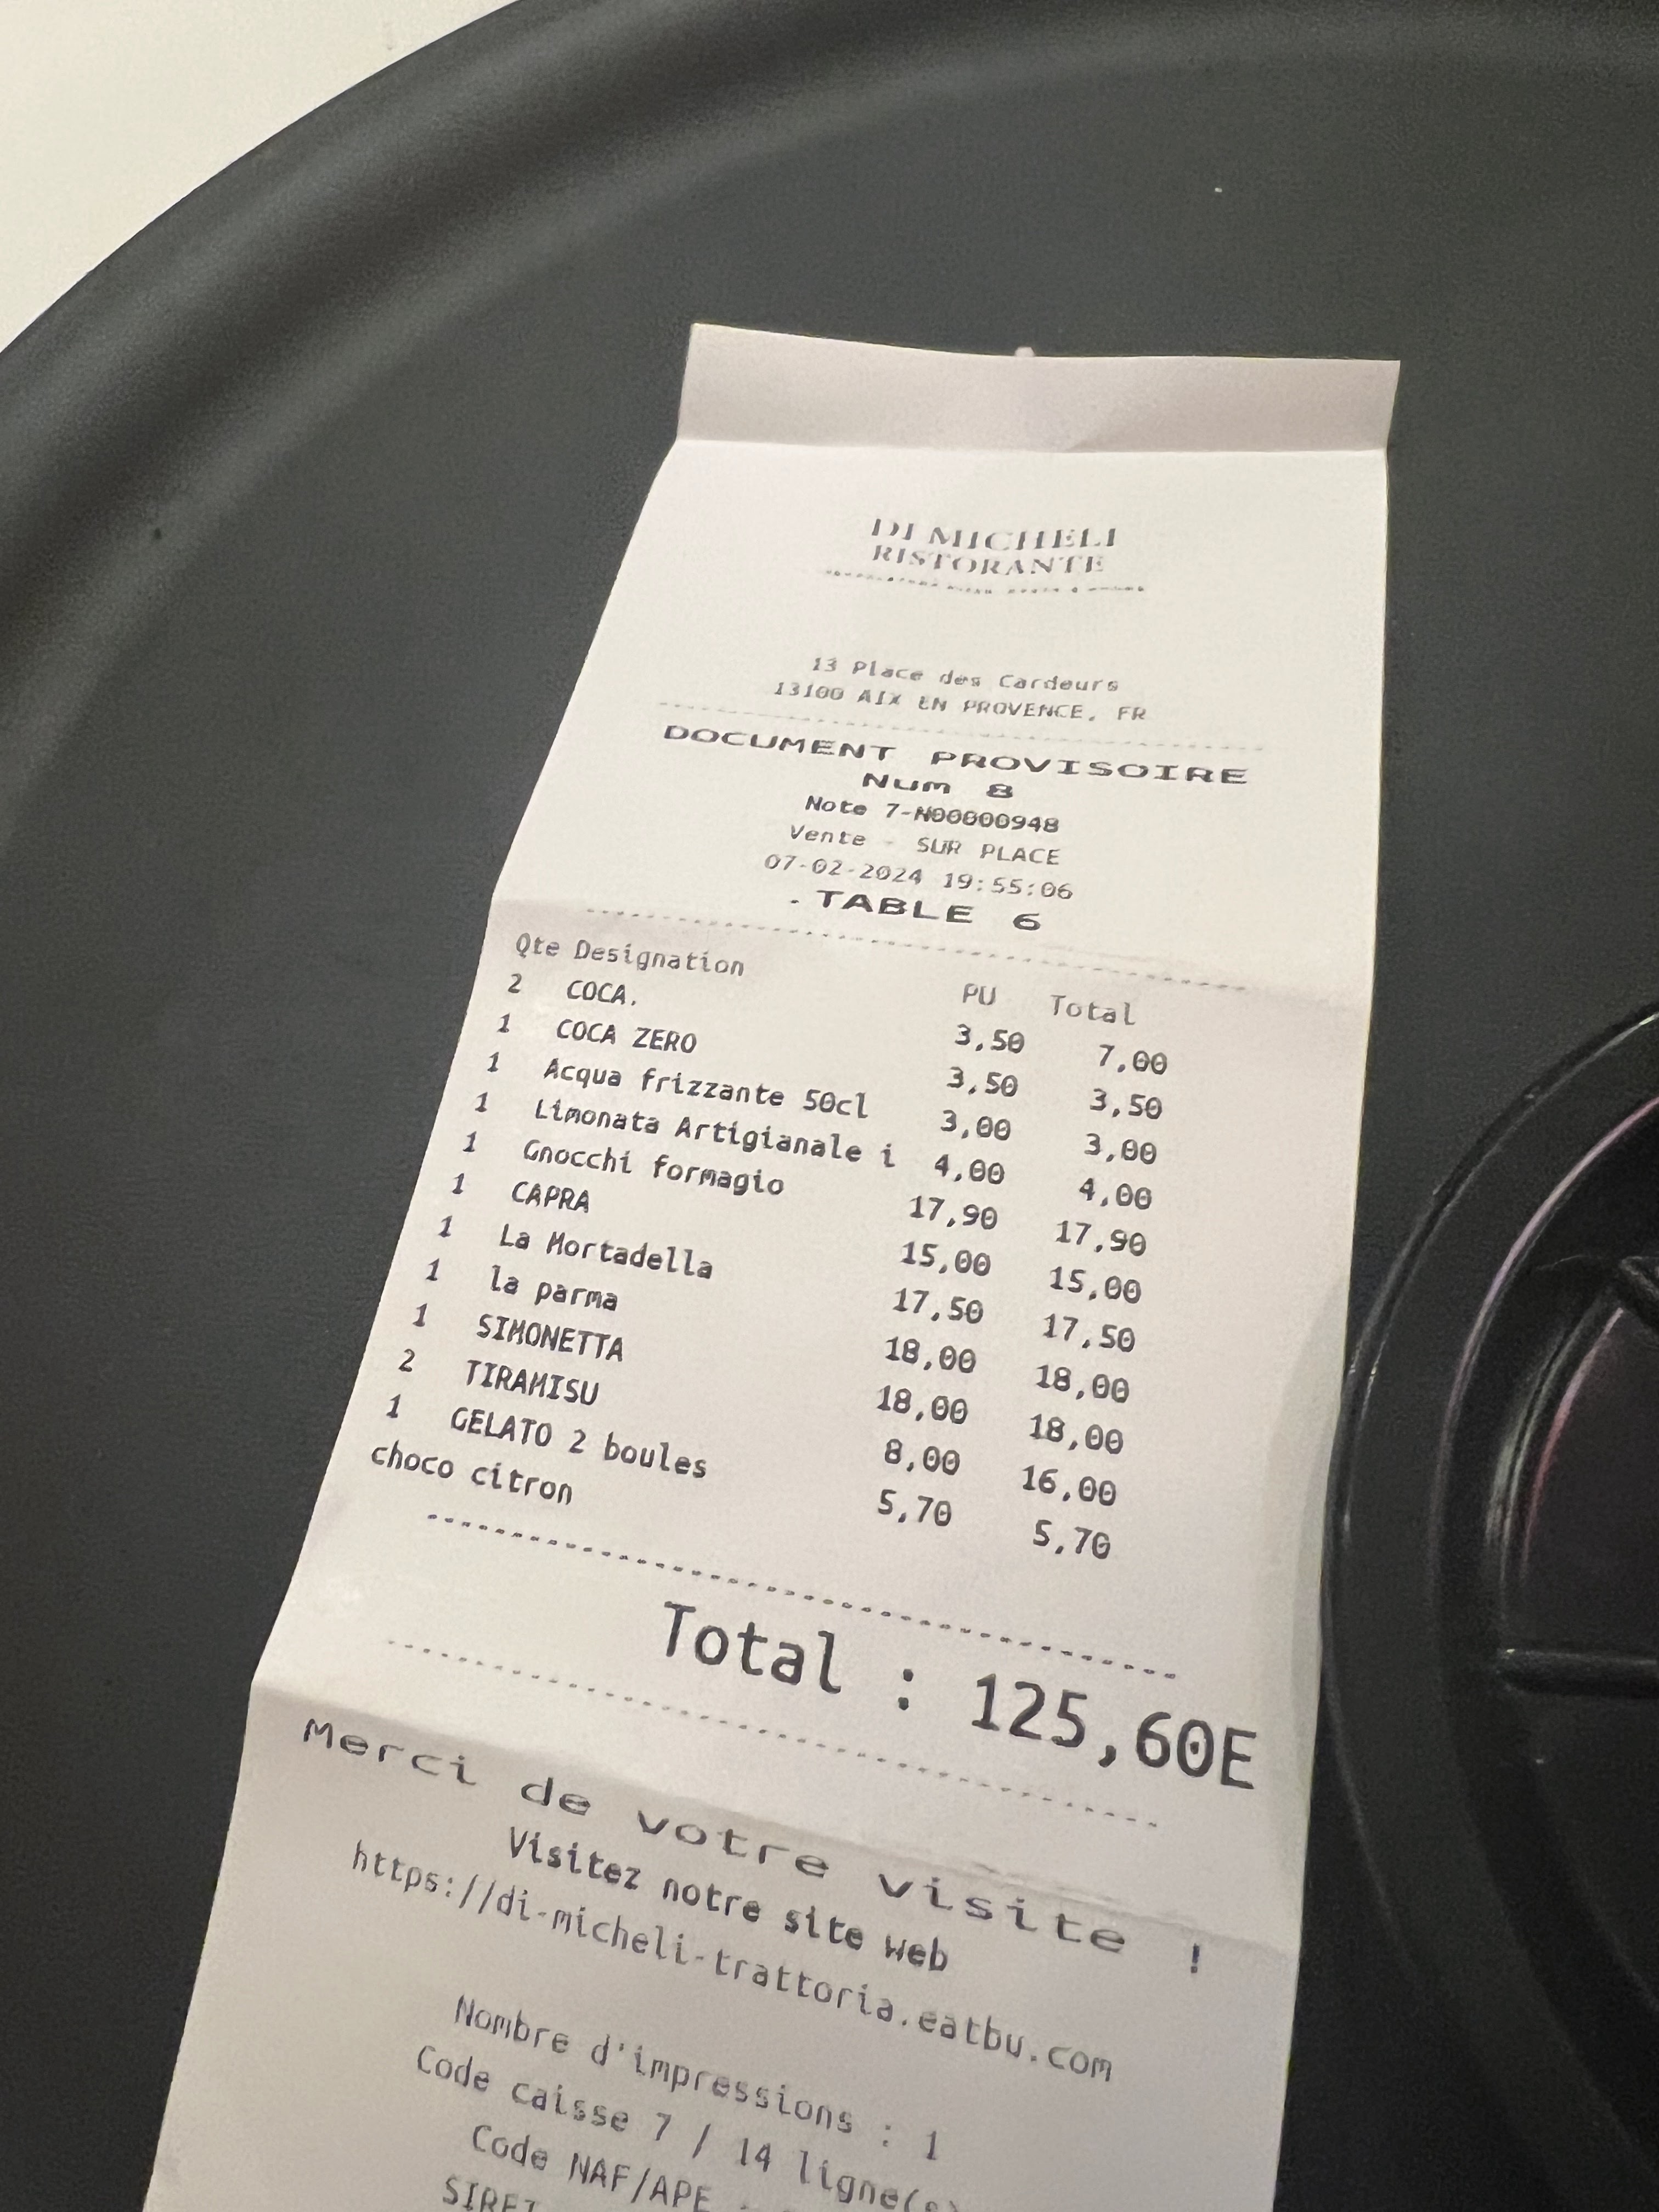 DI MICHELI
RISTORANTE
13 Place des Cardeurs
13100 AIX EN PROVENCE, FR
DOCUMENT PROVISOIRE
Num 8
Note 7-N00000948
Vente - SUR PLACE
07-02-2024 19:55:06
. TABLE 6
Qte Designation PU Total
2 COCA. 3,50 7,00
1 COCA ZERO 3,50 3,50
1 Acqua frizzante 50cl 3,00 3,00
1 Limonata Artigianale i 4,00 4,00
1 Gnocchi formagio 17,90 17,90
1 CAPRA 15,00 15,00
1 La Mortadella 17,50 17,50
1 la parma 18,00 18,00
1 SIMONETTA 18,00 18,00
2 TIRAMISU 8,00 16,00
1 GELATO 2 boules 5,70 5,70
choco citron
Total : 125,60E
Merci de votre visite !
Visitez notre site Web
https://di-micheli-trattoria.eatbu.com
Nombre d'impressions : 1
Code caisse 7 / 14 ligne(s)
Code NAF/APE
SIRET